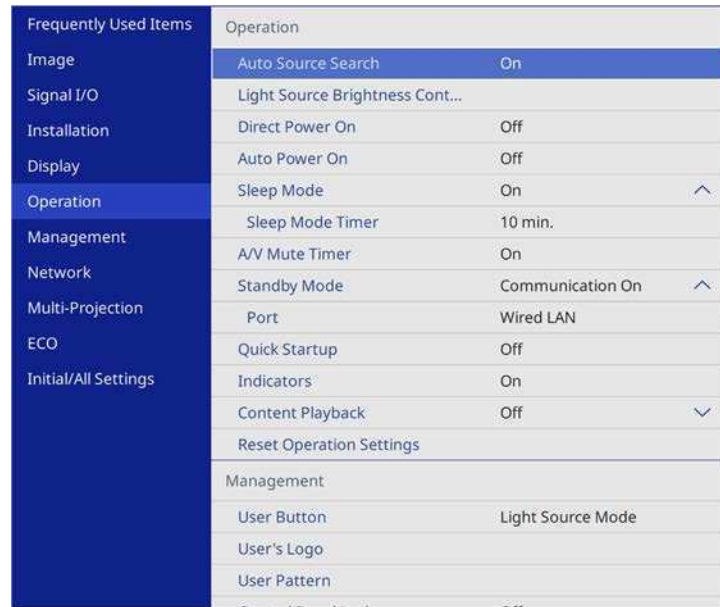 Frequently Used Items
Image
Signal I/O
Installation
Display
Operation
Management
Network
Multi-Projection
ECO
Initial/All Settings
Operation
Auto Source Search On
Light Source Brightness Cont...
Direct Power On Off
Auto Power On Off
Sleep Mode On
Sleep Mode Timer 10 min.
A/V Mute Timer On
Standby Mode Communication On
Port Wired LAN
Quick Startup Off
Indicators On
Content Playback Off
Reset Operation Settings
Management
User Button Light Source Mode
User's Logo
User Pattern